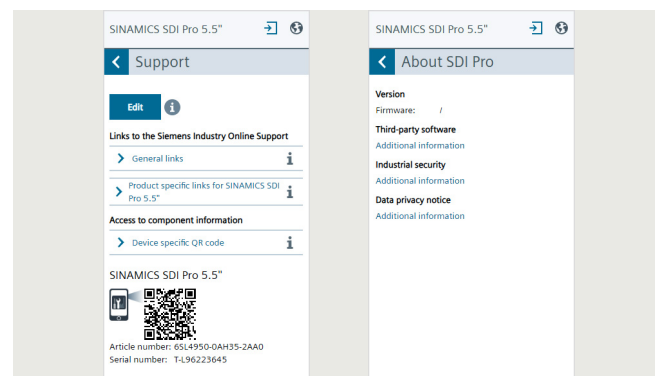 SINAMICS SDI Pro 5.5"
Support
Edit
Links to the Siemens Industry Online Support
General links
Product specific links for SINAMICS SDI
Pro 5.5"
Access to component information
Device specific QR code
SINAMICS SDI Pro 5.5"
Article number: 6SL4950-0AH35-2AA0
Serial number: T-L96223645
SINAMICS SDI Pro 5.5"
About SDI Pro
Version
Firmware: /
Third-party software
Additional information
Industrial security
Additional information
Data privacy notice
Additional information